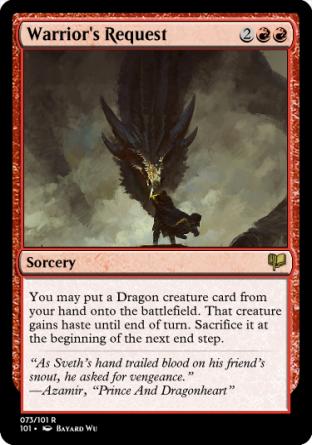 Warrior's Request 2
Sorcery
You may put a Dragon creature card from
your hand onto the battlefield. That creature
gains haste until end of turn. Sacrifice it at
the beginning of the next end step.
“As Sveth's hand trailed blood on his friend's
snout, he asked for vengeance.”
—Azamir, “Prince And Dragonheart”
073/101 R
101 • Bayard Wu